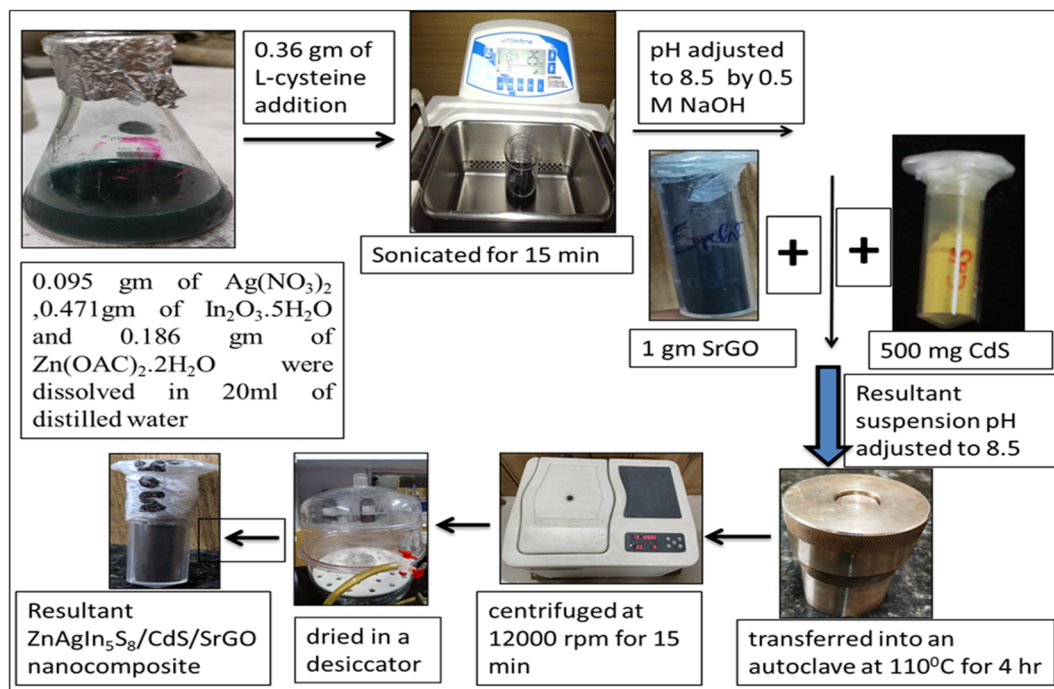 0.36 gm of
L-cysteine
addition
pH adjusted
to 8.5 by 0.5
M NaOH
Sonicated for 15 min
SrGO
+
+
CdS
1 gm SrGO
500 mg CdS
0.095 gm of Ag(NO₃)₂
,0.471gm of In₂O₃.5H₂O
and 0.186 gm of
Zn(OAC)₂.2H₂O were
dissolved in 20ml of
distilled water
Resultant
suspension pH
adjusted to 8.5
transferred into an
autoclave at 110⁰C for 4 hr
centrifuged at
12000 rpm for 15
min
dried in a
desiccator
Resultant
ZnAgIn₅S₈/CdS/SrGO
nanocomposite